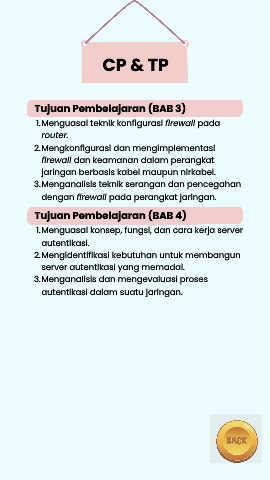 CP & TP
Tujuan Pembelajaran (BAB 3)
1. Menguasai teknik konfigurasi firewall pada
router.
2. Mengkonfigurasi dan mengimplementasi
firewall dan keamanan dalam perangkat
jaringan berbasis kabel maupun nirkabel.
3. Menganalisis teknik serangan dan pencegahan
dengan firewall pada perangkat jaringan.
Tujuan Pembelajaran (BAB 4)
1. Menguasai konsep, fungsi, dan cara kerja server
autentikasi.
2. Mengidentifikasi kebutuhan untuk membangun
server autentikasi yang memadai.
3. Menganalisis dan mengevaluasi proses
autentikasi dalam suatu jaringan.
BACK